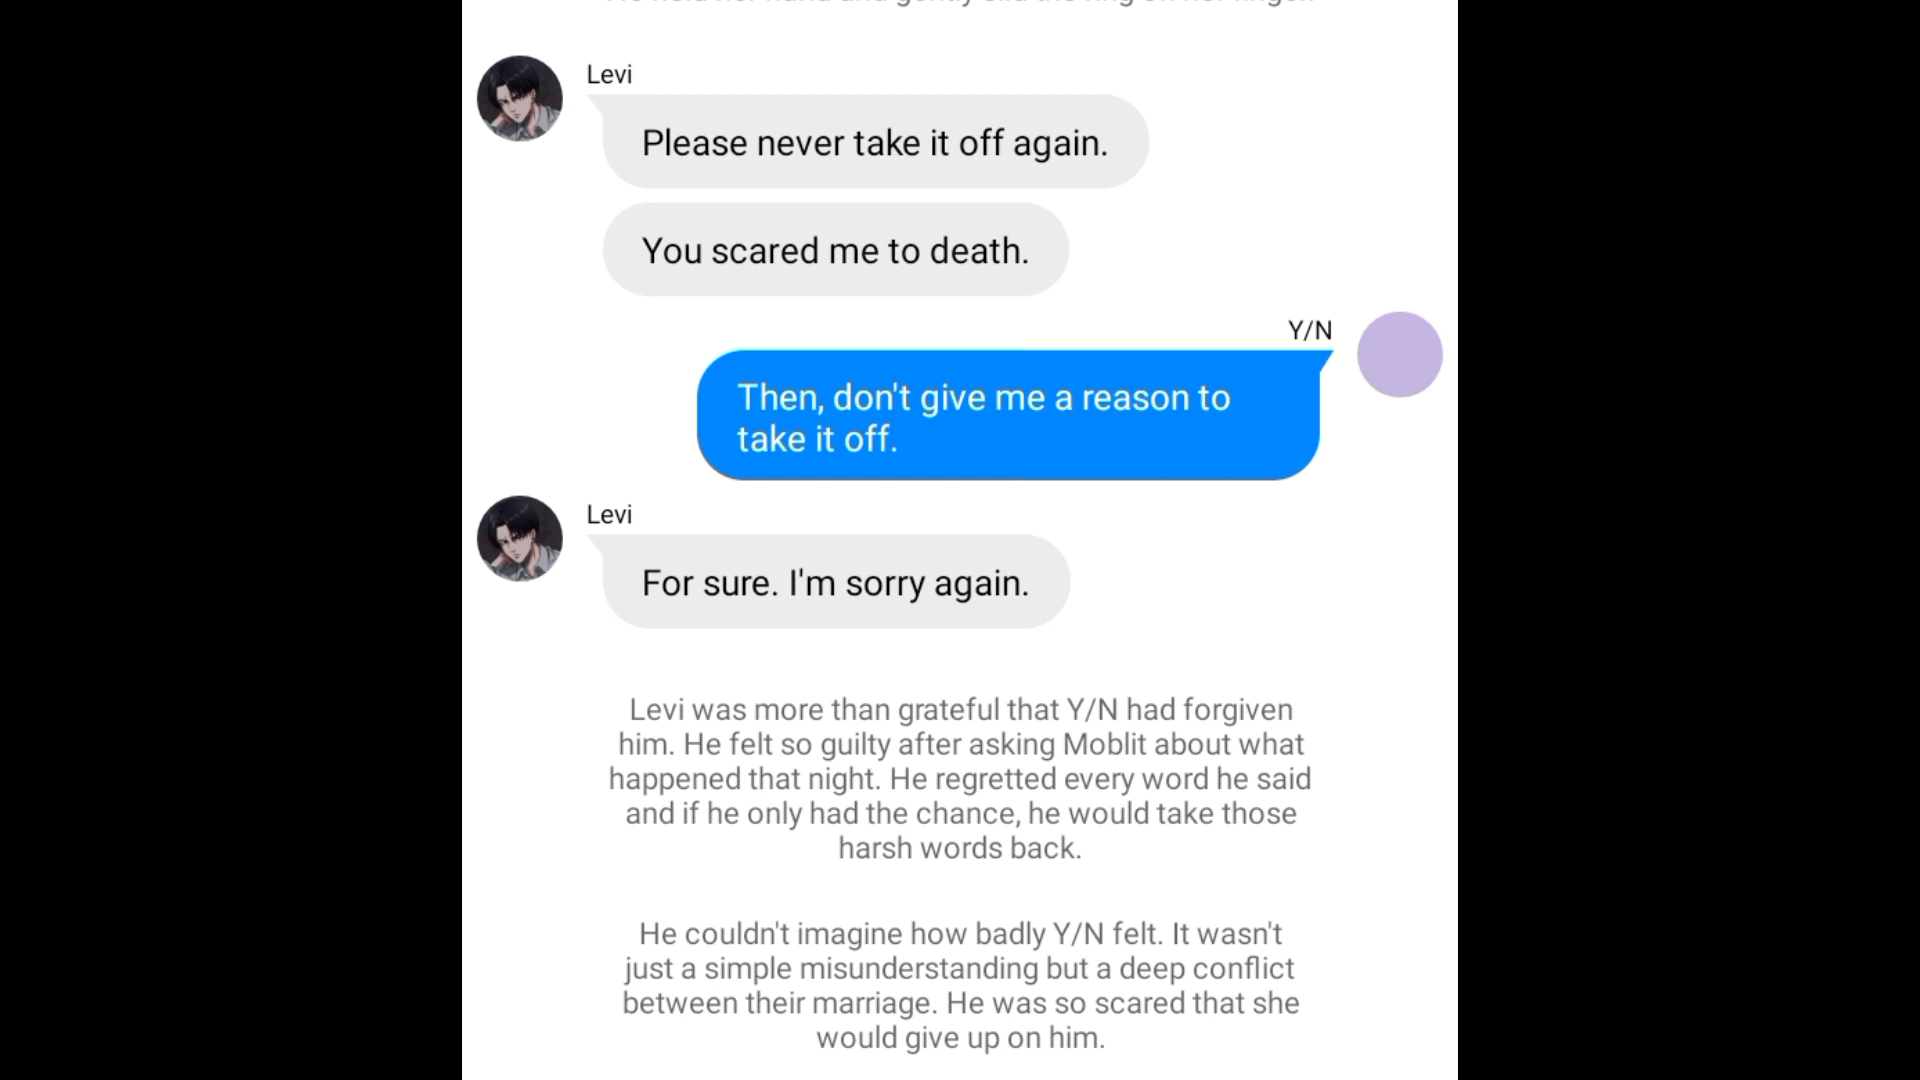 Levi
Please never take it off again.
You scared me to death.
Y/N
Then, don't give me a reason to
take it off.
Levi
For sure. I'm sorry again.
Levi was more than grateful that Y/N had forgiven
him. He felt so guilty after asking Moblit about what
happened that night. He regretted every word he said
and if he only had the chance, he would take those
harsh words back.
He couldn't imagine how badly Y/N felt. It wasn't
just a simple misunderstanding but a deep conflict
between their marriage. He was so scared that she
would give up on him.